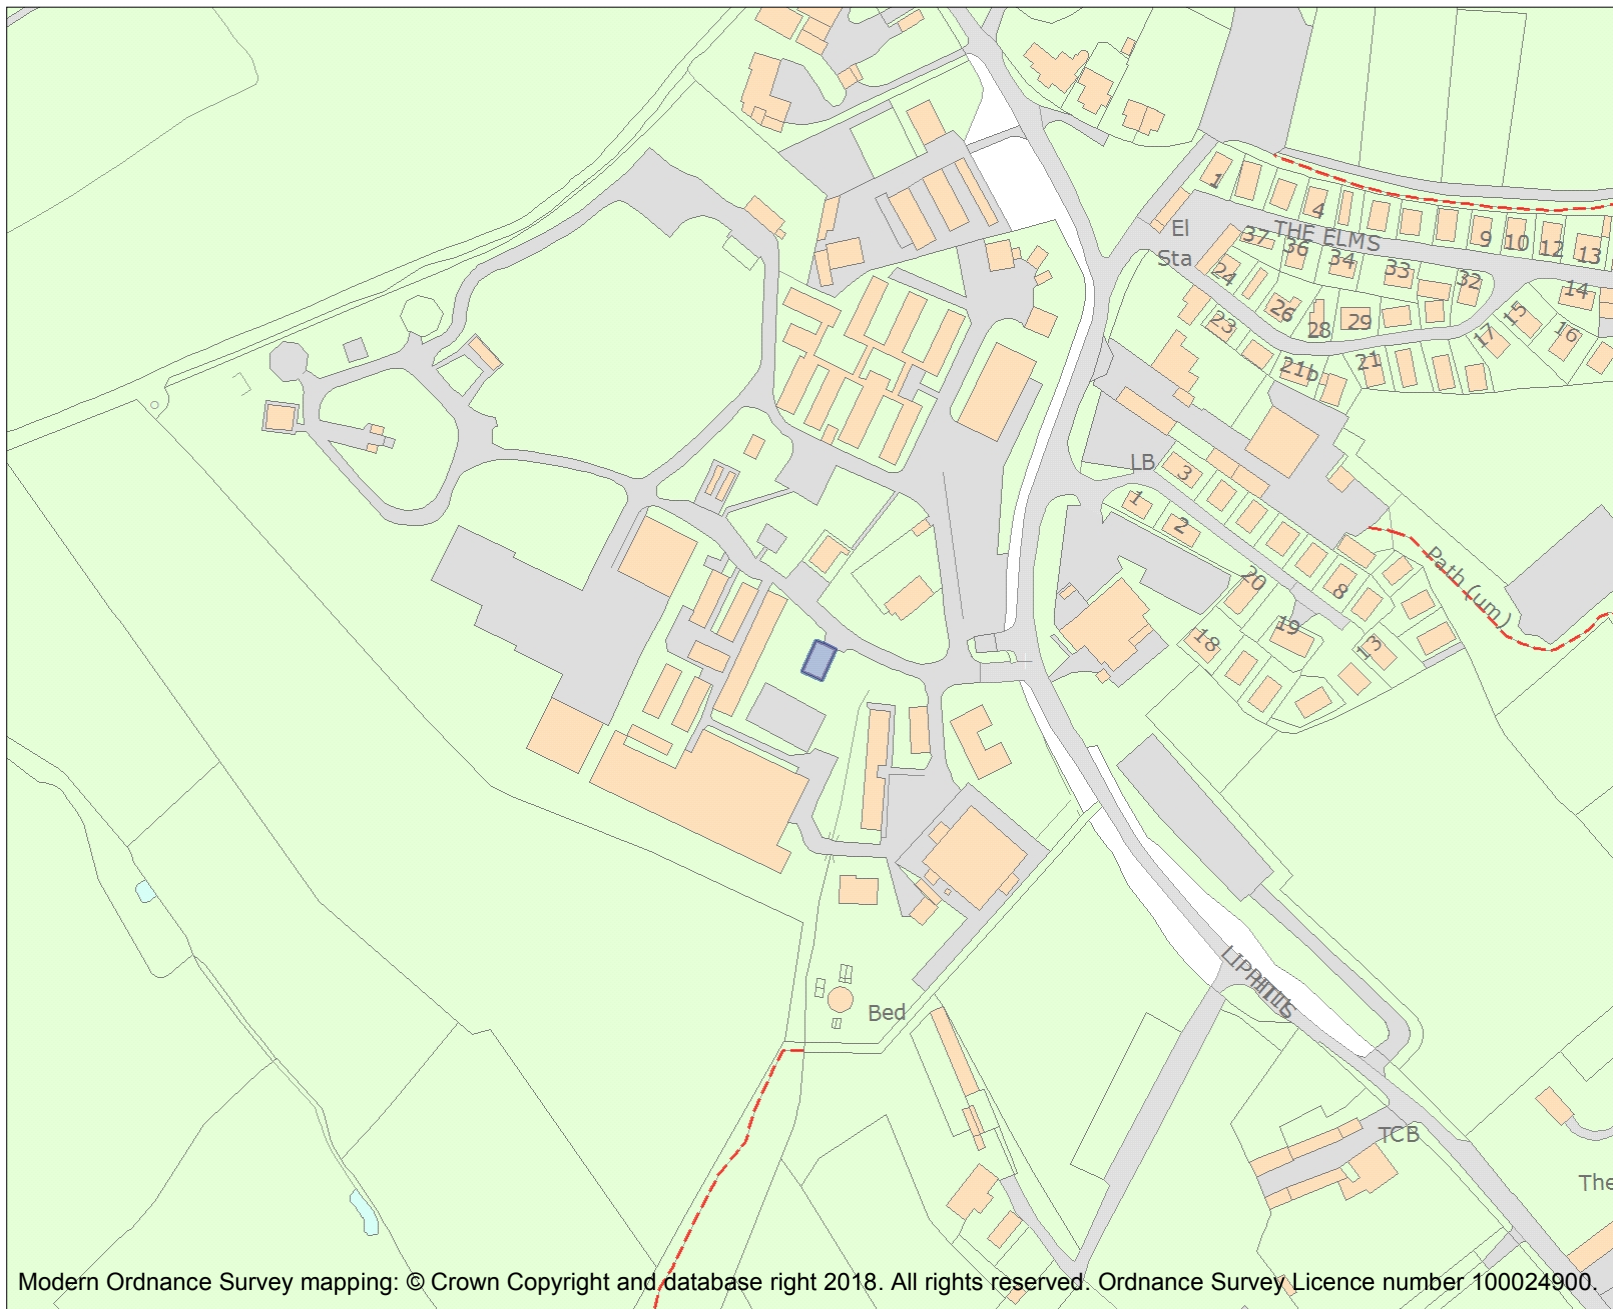 1
4
THE ELMS
9
10
12
13
El
Sta
37
36
34
33
32
24
26
28
29
23
21b
21
17
15
14
16
LB
3
1
2
Path (um)
20
8
19
18
13
LIPPITTS
HILL
Bed
TCB
The
Modern Ordnance Survey mapping: © Crown Copyright and database right 2018. All rights reserved. Ordnance Survey Licence number 100024900.